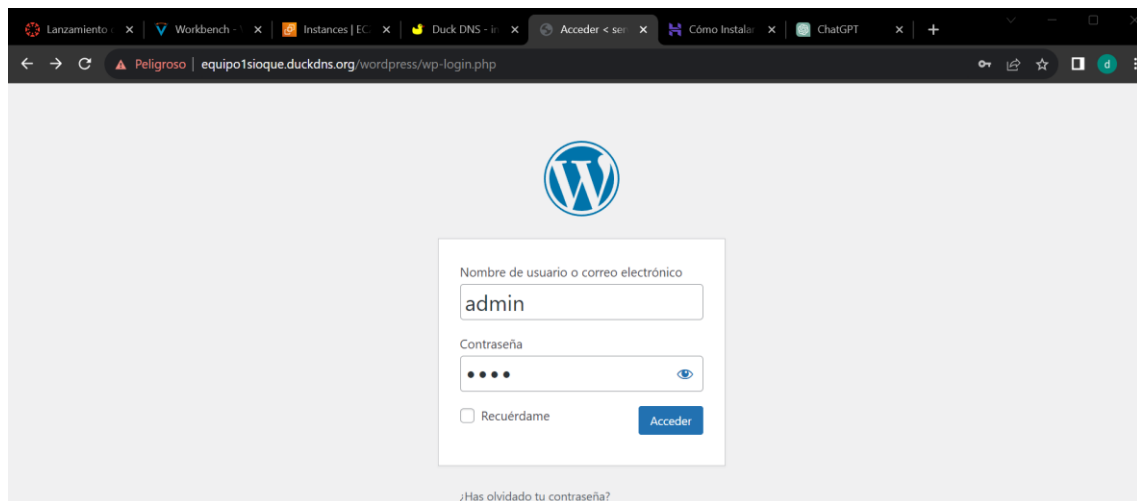 Lanzamiento
Workbench -
Instances | EC
Duck DNS - in
Acceder < ser
Cómo Instalar
ChatGPT
Peligroso | equipo1sioque.duckdns.org/wordpress/wp-login.php
d
Nombre de usuario o correo electrónico
admin
Contraseña
••••
Recuérdame
Acceder
¿Has olvidado tu contraseña?